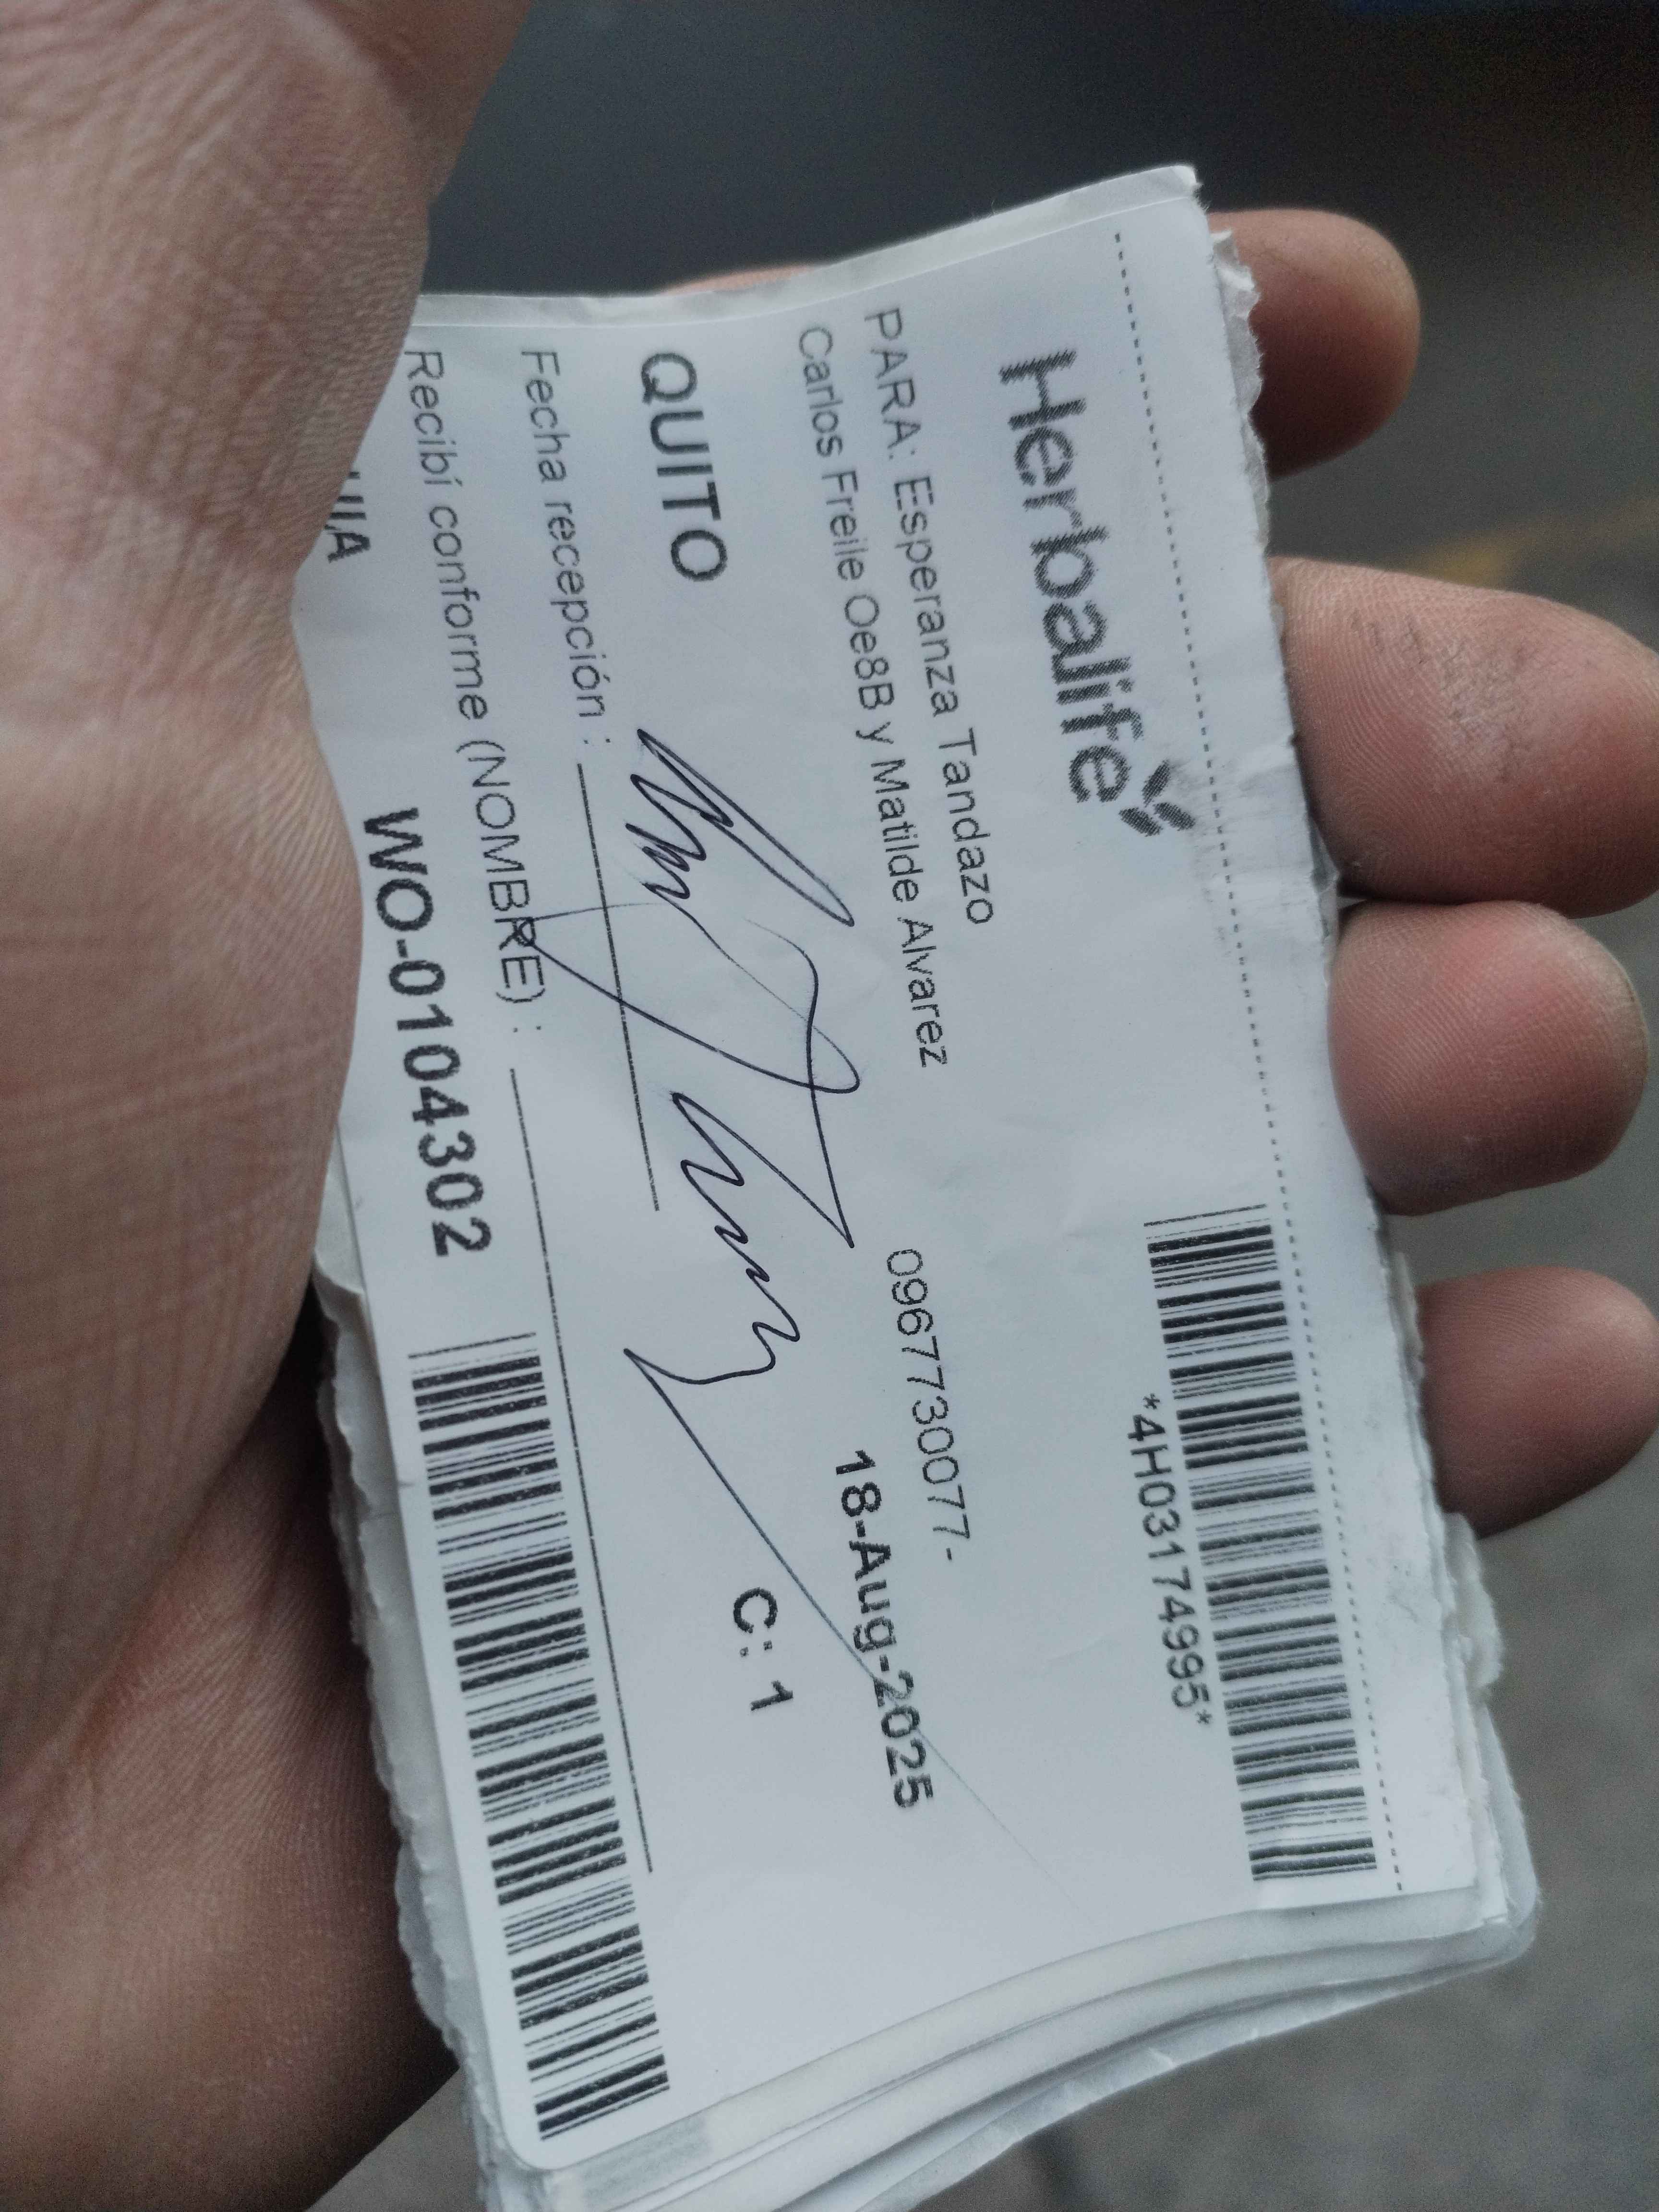 Herbalife
*4H03174995*
PARA: Esperanza Tandazo
0967730077-
Carlos Freile Oe8B y Matilde Alvarez
18-Aug-2025
QUITO
C: 1
Fecha recepción :
Recibí conforme (NOMBRE) :
WO-0104302